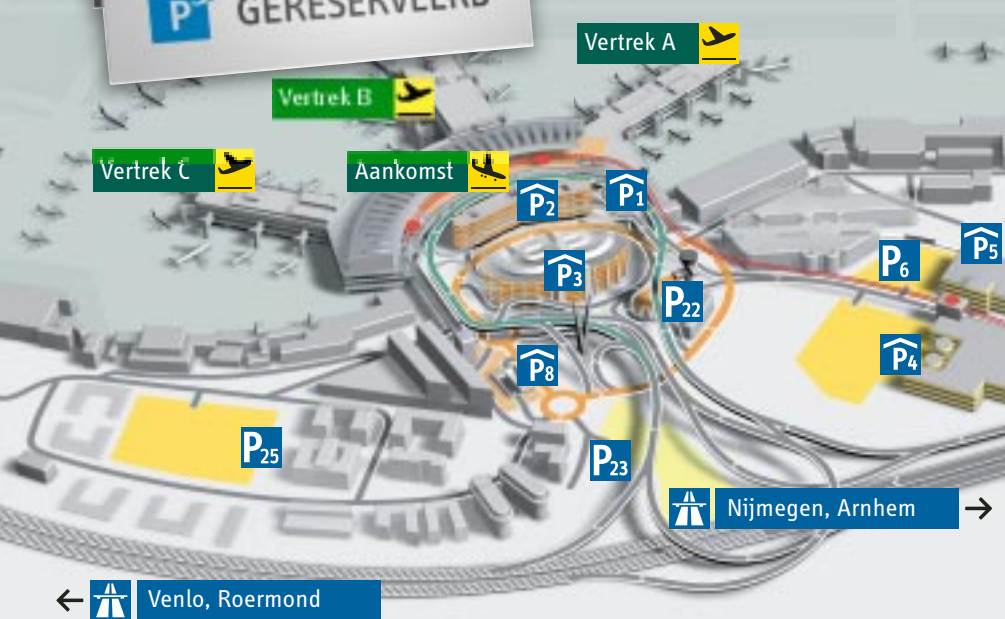 P3 GERESERVEERD
Vertrek A
Vertrek B
Vertrek C
Aankomst
P2
P1
P5
P6
P3
P22
P4
P8
P25
P23
Nijmegen, Arnhem →
← Venlo, Roermond